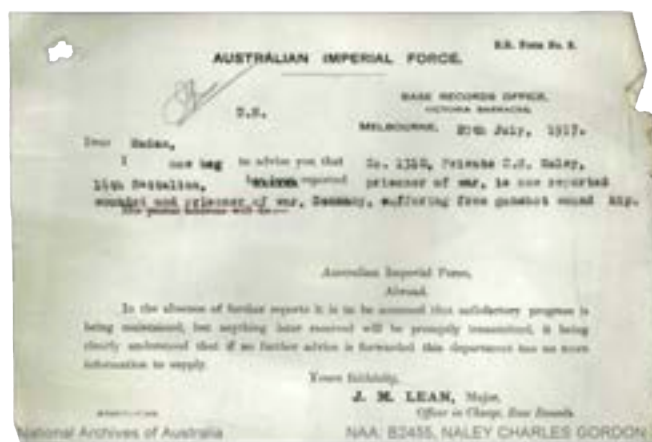 B.R. Form No. 8.
AUSTRALIAN IMPERIAL FORCE.
BASE RECORDS OFFICE,
VICTORIA BARRACKS,
MELBOURNE, 20th July, 1917.
Dear Madam,
I now beg to advise you that No. Private C.G. Naley,
Battalion, reported prisoner of war, is now reported
wounded and prisoner of war, Germany, suffering from gunshot wound hip.
Australian Imperial Force,
Abroad.
In the absence of further reports it is to be assumed that satisfactory progress is
being maintained, but anything later received will be promptly transmitted, it being
clearly understood that if no further advice is forwarded this department has no more
information to supply.
Yours faithfully,
J. M. LEAN, Major.
Officer in Charge, Base Records.
National Archives of Australia
NAA: B2455, NALEY CHARLES GORDON